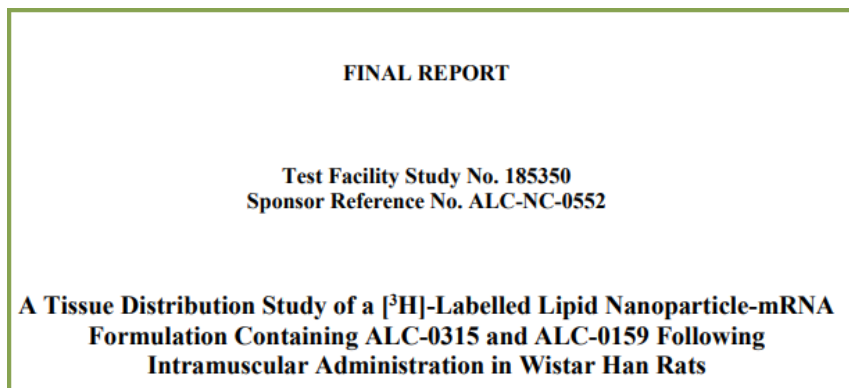 FINAL REPORT
Test Facility Study No. 185350
Sponsor Reference No. ALC-NC-0552
A Tissue Distribution Study of a [³H]-Labelled Lipid Nanoparticle-mRNA
Formulation Containing ALC-0315 and ALC-0159 Following
Intramuscular Administration in Wistar Han Rats